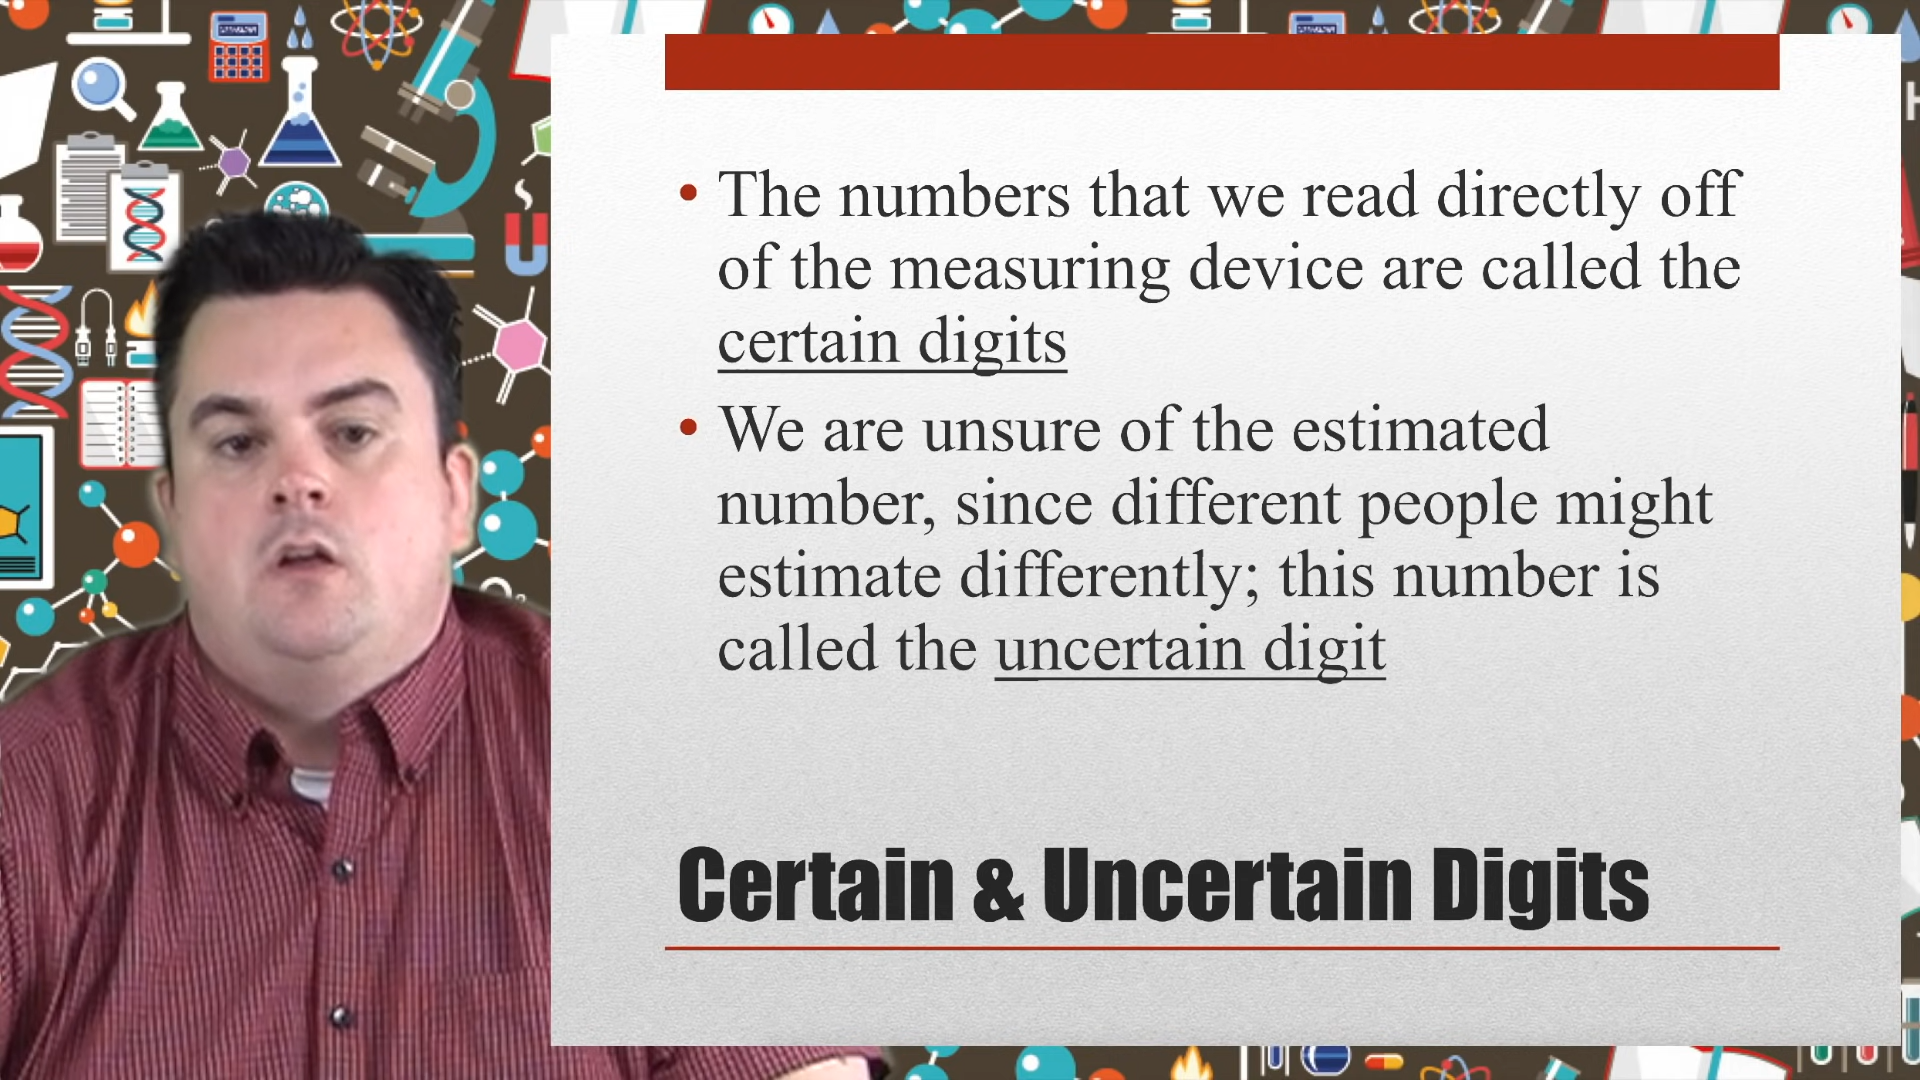 • The numbers that we read directly off
of the measuring device are called the
certain digits
• We are unsure of the estimated
number, since different people might
estimate differently; this number is
called the uncertain digit
Certain & Uncertain Digits